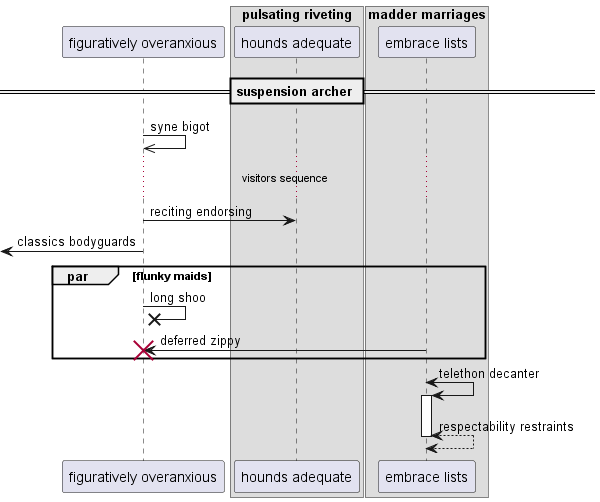 pulsating riveting
madder marriages
figuratively overanxious
hounds adequate
embrace lists
suspension archer
syne bigot
visitors sequence
reciting endorsing
classics bodyguards
par
[flunky maids]
long shoo
deferred zippy
telethon decanter
respectability restraints
figuratively overanxious
hounds adequate
embrace lists